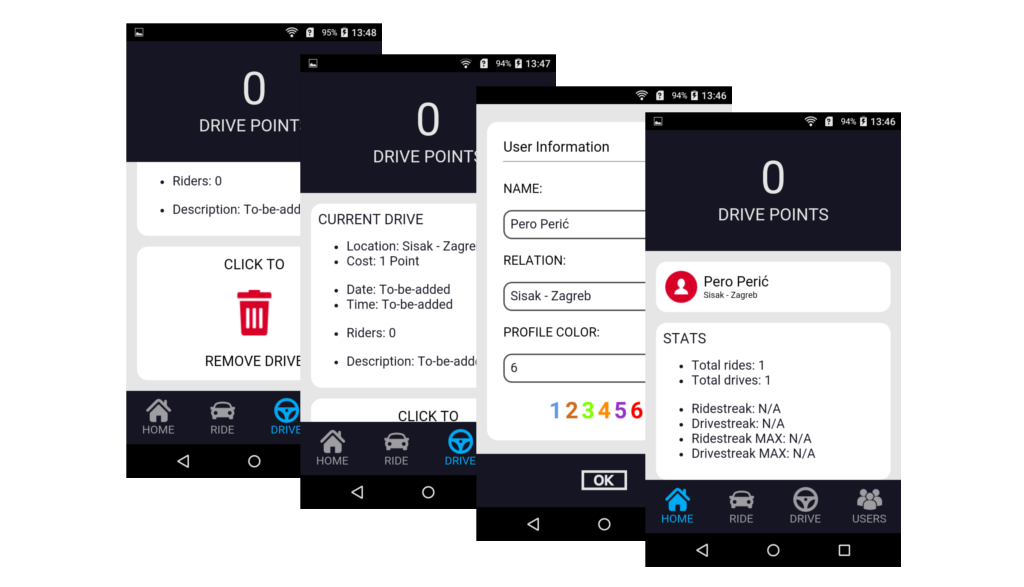 95% 13:48
0
DRIVE POINT
Riders: 0
Description: To-be-add
CLICK TO
REMOVE DRIVE
HOME RIDE DRIVE
94% 13:47
0
DRIVE POINTS
CURRENT DRIVE
Location: Sisak - Zagre
Cost: 1 Point
Date: To-be-added
Time: To-be-added
Riders: 0
Description: To-be-adde
CLICK TO
HOME RIDE DRIVE
94% 13:46
User Information
NAME:
Pero Perić
RELATION:
Sisak - Zagreb
PROFILE COLOR:
6
1 2 3 4 5 6
OK
94% 13:46
0
DRIVE POINTS
Pero Perić
Sisak - Zagreb
STATS
Total rides: 1
Total drives: 1
Ridestreak: N/A
Drivestreak: N/A
Ridestreak MAX: N/A
Drivestreak MAX: N/A
HOME RIDE DRIVE USERS